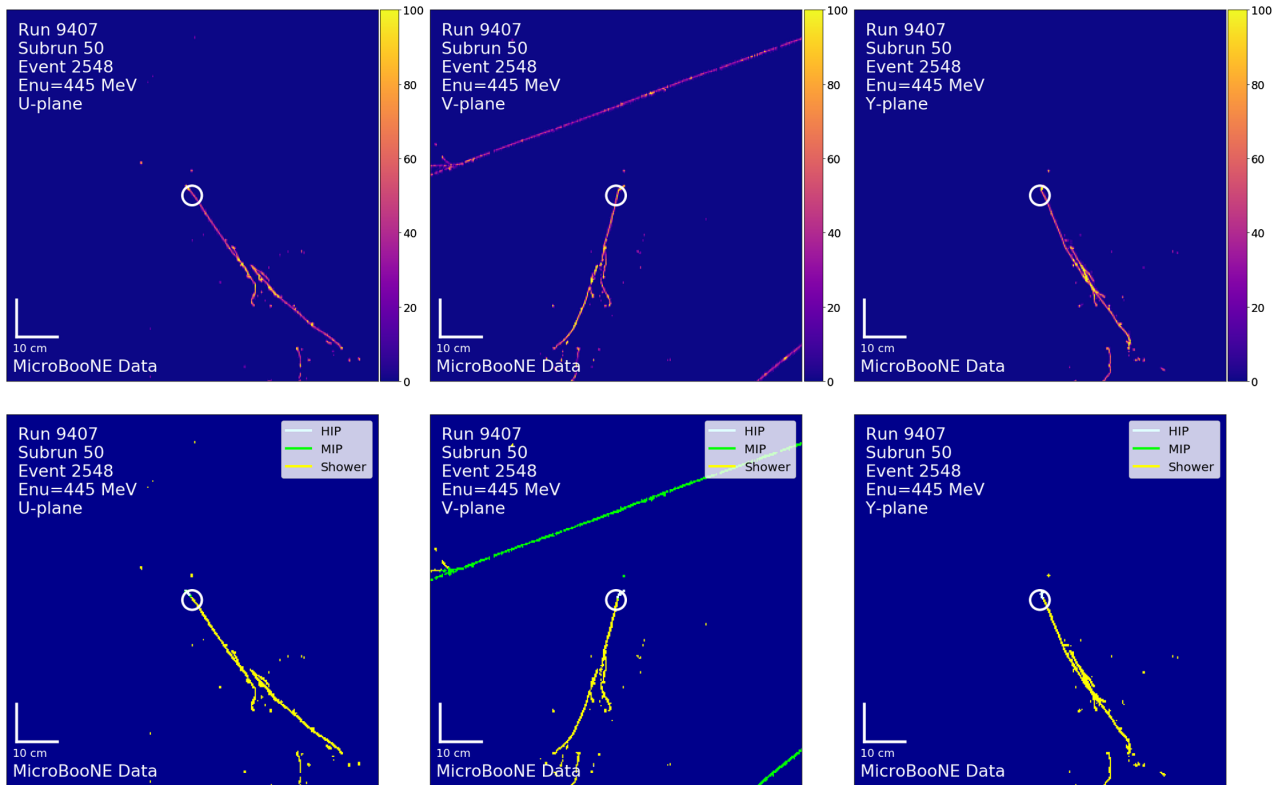 Run 9407
Subrun 50
Event 2548
Enu=445 MeV
U-plane
10 cm
MicroBooNE Data
100
80
60
40
20
0
Run 9407
Subrun 50
Event 2548
Enu=445 MeV
V-plane
10 cm
MicroBooNE Data
100
80
60
40
20
0
Run 9407
Subrun 50
Event 2548
Enu=445 MeV
Y-plane
10 cm
MicroBooNE Data
100
80
60
40
20
0
Run 9407
Subrun 50
Event 2548
Enu=445 MeV
U-plane
HIP
MIP
Shower
10 cm
MicroBooNE Data
Run 9407
Subrun 50
Event 2548
Enu=445 MeV
V-plane
HIP
MIP
Shower
10 cm
MicroBooNE Data
Run 9407
Subrun 50
Event 2548
Enu=445 MeV
Y-plane
HIP
MIP
Shower
10 cm
MicroBooNE Data